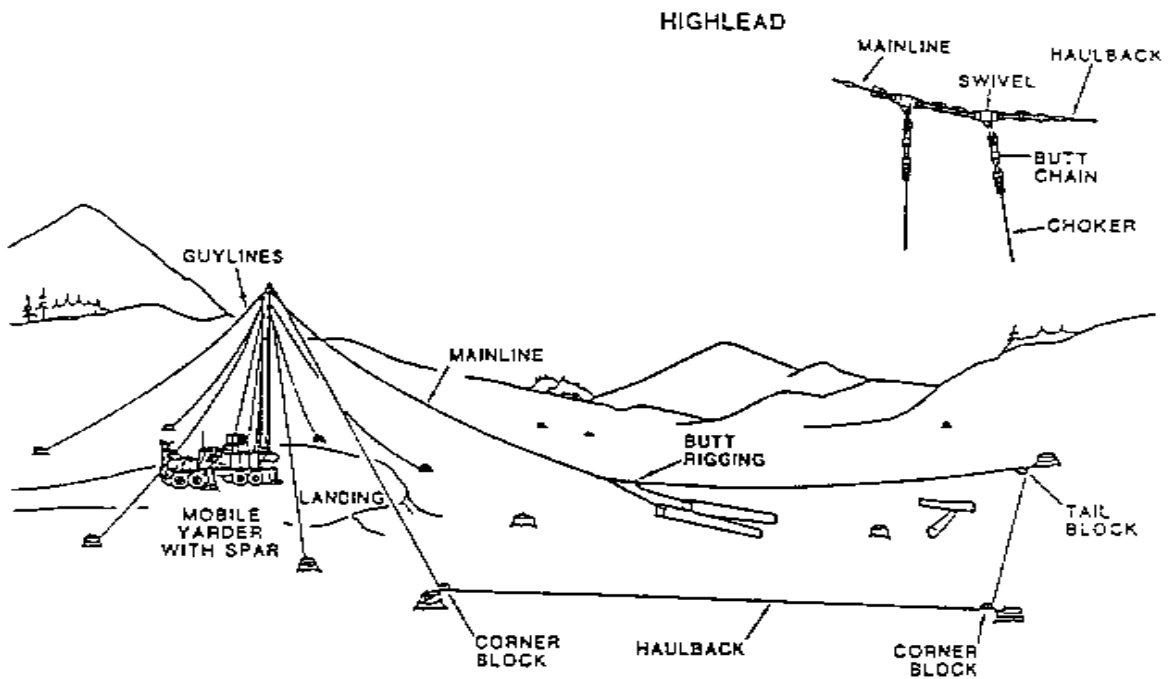 HIGHLEAD
MAINLINE
HAULBACK
SWIVEL
BUTT
CHAIN
CHOKER
GUYLINES
MAINLINE
BUTT
RIGGING
LANDING
MOBILE
YARDER
WITH SPAR
TAIL
BLOCK
CORNER
BLOCK
HAULBACK
CORNER
BLOCK